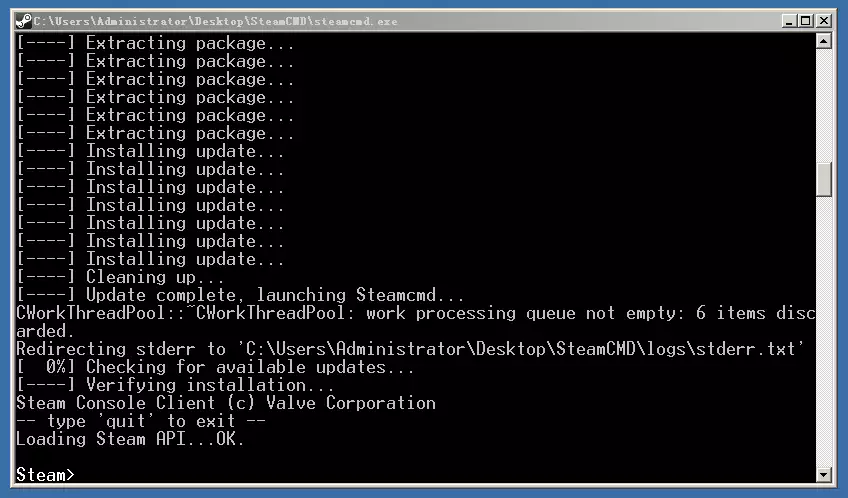 C:\Users\Administrator\Desktop\SteamCMD\steamcmd.exe
[----] Extracting package...
[----] Extracting package...
[----] Extracting package...
[----] Extracting package...
[----] Extracting package...
[----] Extracting package...
[----] Installing update...
[----] Installing update...
[----] Installing update...
[----] Installing update...
[----] Installing update...
[----] Installing update...
[----] Installing update...
[----] Cleaning up...
[----] Update complete, launching Steamcmd...
CWorkThreadPool::~CWorkThreadPool: work processing queue not empty: 6 items disc
arded.
Redirecting stderr to 'C:\Users\Administrator\Desktop\SteamCMD\logs\stderr.txt'
[  0%] Checking for available updates...
[----] Verifying installation...
Steam Console Client (c) Valve Corporation
-- type 'quit' to exit --
Loading Steam API...OK.
Steam>